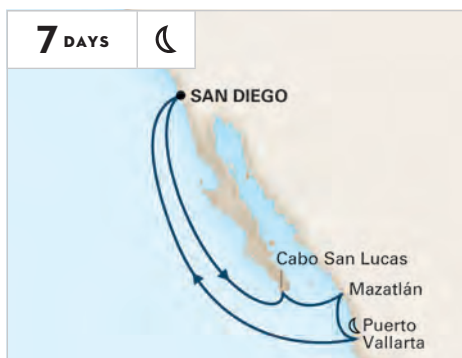 7 DAYS
SAN DIEGO
Cabo San Lucas
Mazatlán
Puerto
Vallarta